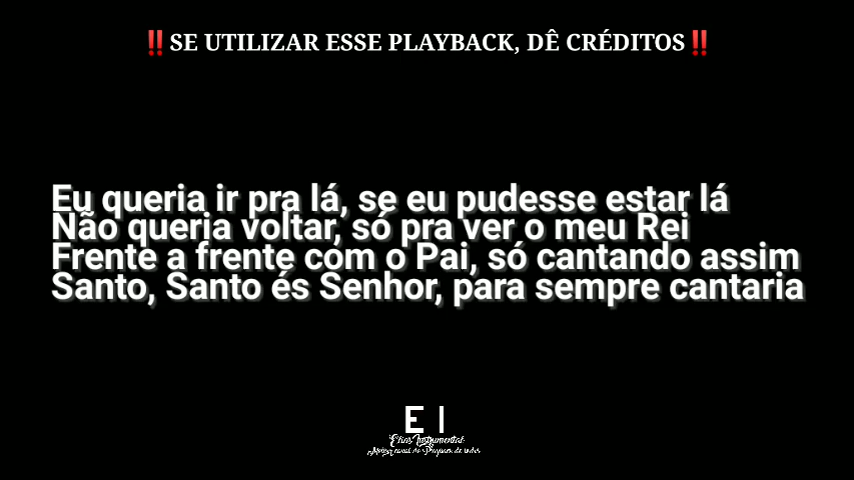 ‼️SE UTILIZAR ESSE PLAYBACK, DÊ CRÉDITOS‼️
Eu queria ir pra lá, se eu pudesse estar lá
Não queria voltar, só pra ver o meu Rei
Frente a frente com o Pai, só cantando assim
Santo, Santo és Senhor, para sempre cantaria
E I
Elias Instrumental